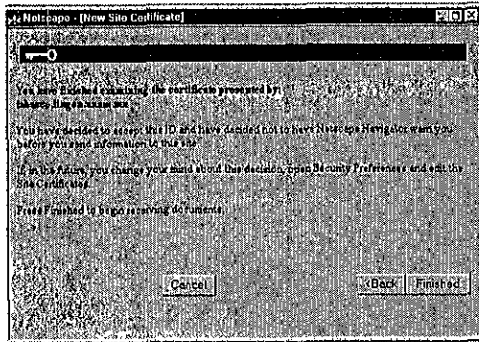 Netscape - [New Site Certificate]
You have finished examining the certificate presented by:
You have decided to accept this ID and have decided not to have Netscape Navigator warn you
before you send information to this site.
If in the future, you change your mind about this decision, open Security Preferences and edit the
Site Certificates.
Press Finished to begin receiving documents.
Cancel
<Back
Finished